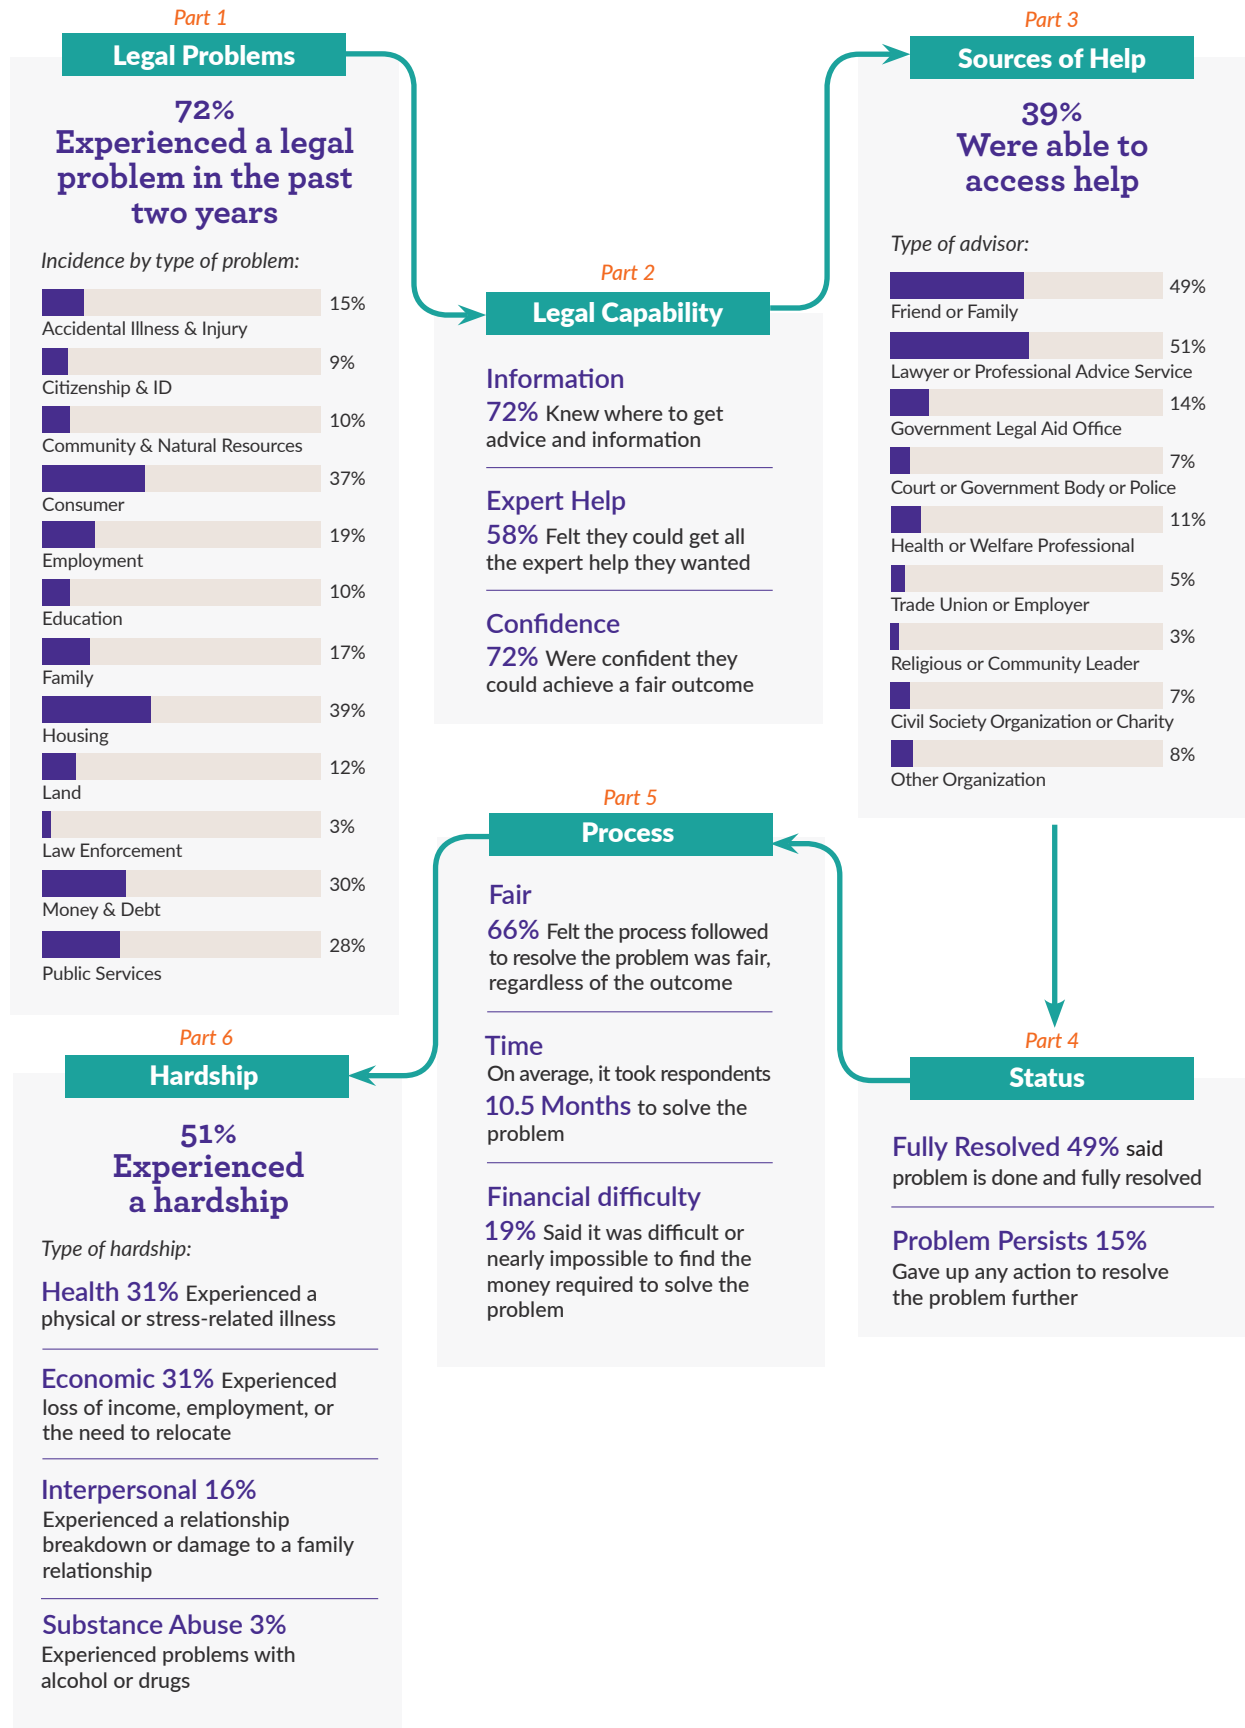 Part 1
Legal Problems
72%
Experienced a legal
problem in the past
two years
Incidence by type of problem:
15%
Accidental Illness & Injury
9%
Citizenship & ID
10%
Community & Natural Resources
37%
Consumer
19%
Employment
10%
Education
17%
Family
39%
Housing
12%
Land
3%
Law Enforcement
30%
Money & Debt
28%
Public Services
Part 2
Legal Capability
Information
72% Knew where to get
advice and information
Expert Help
58% Felt they could get all
the expert help they wanted
Confidence
72% Were confident they
could achieve a fair outcome
Part 3
Sources of Help
39%
Were able to
access help
Type of advisor:
49%
Friend or Family
51%
Lawyer or Professional Advice Service
14%
Government Legal Aid Office
7%
Court or Government Body or Police
11%
Health or Welfare Professional
5%
Trade Union or Employer
3%
Religious or Community Leader
7%
Civil Society Organization or Charity
8%
Other Organization
Part 4
Status
Fully Resolved 49% said
problem is done and fully resolved
Problem Persists 15%
Gave up any action to resolve
the problem further
Part 5
Process
Fair
66% Felt the process followed
to resolve the problem was fair,
regardless of the outcome
Time
On average, it took respondents
10.5 Months to solve the
problem
Financial difficulty
19% Said it was difficult or
nearly impossible to find the
money required to solve the
problem
Part 6
Hardship
51%
Experienced
a hardship
Type of hardship:
Health 31% Experienced a
physical or stress-related illness
Economic 31% Experienced
loss of income, employment, or
the need to relocate
Interpersonal 16%
Experienced a relationship
breakdown or damage to a family
relationship
Substance Abuse 3%
Experienced problems with
alcohol or drugs